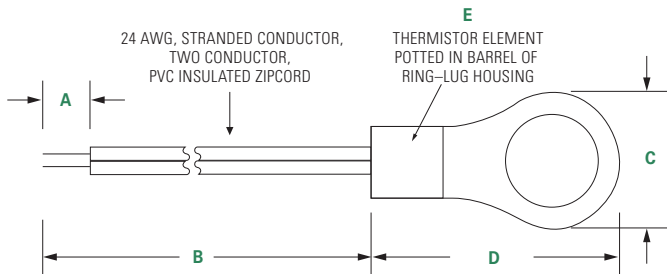 E
24 AWG, STRANDED CONDUCTOR,
TWO CONDUCTOR,
PVC INSULATED ZIPCORD
THERMISTOR ELEMENT
POTTED IN BARREL OF
RING–LUG HOUSING
A
C
B
D